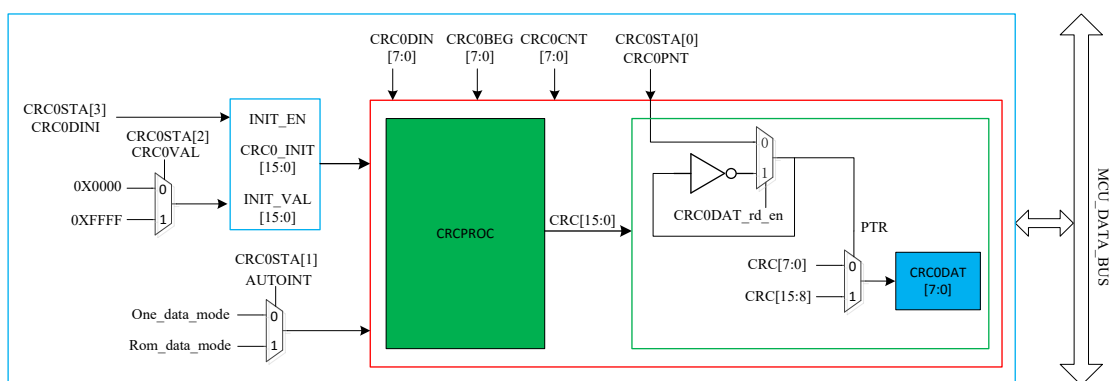 CRC0DIN
[7:0]
CRC0BEG
[7:0]
CRC0CNT
[7:0]
CRC0STA[0]
CRC0PNT
CRC0STA[3]
CRC0DINI
CRC0STA[2]
CRC0VAL
0X0000
0XFFFF
0
1
INIT_EN
CRC0_INIT
[15:0]
INIT_VAL
[15:0]
CRC0STA[1]
AUTOINT
One_data_mode
Rom_data_mode
0
1
CRCPROC
CRC[15:0]
0
1
CRC0DAT_rd_en
PTR
CRC[7:0]
CRC[15:8]
0
1
CRC0DAT
[7:0]
MCU_DATA_BUS